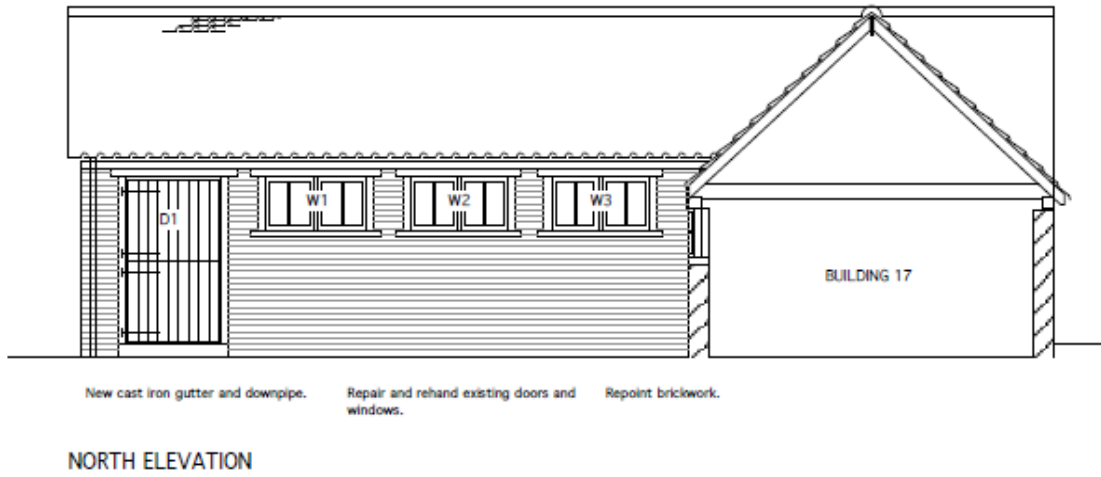 D1
W1
W2
W3
BUILDING 17
New cast iron gutter and downpipe.
Repair and rehand existing doors and
windows.
Repoint brickwork.
NORTH ELEVATION